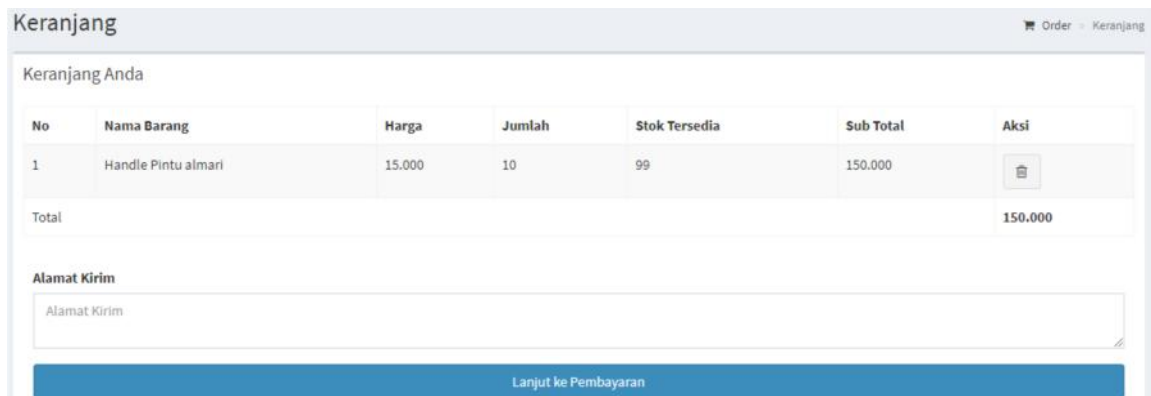 Keranjang
Order > Keranjang
Keranjang Anda
No Nama Barang Harga Jumlah Stok Tersedia Sub Total Aksi
1 Handle Pintu almari 15.000 10 99 150.000
Total 150.000
Alamat Kirim
Alamat Kirim
Lanjut ke Pembayaran